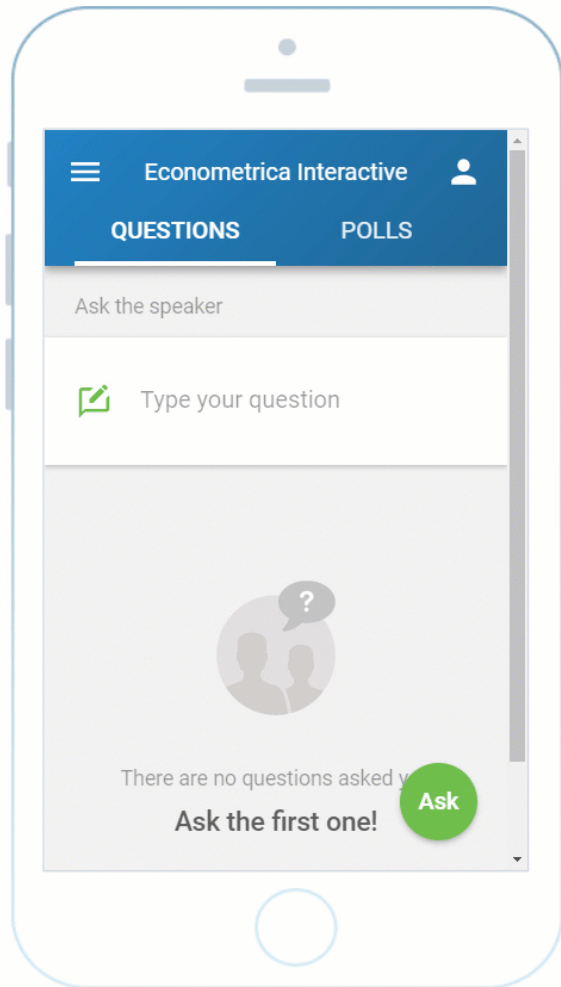 Econometrica Interactive
QUESTIONS POLLS
Ask the speaker
Type your question
?
There are no questions asked
Ask the first one!
Ask